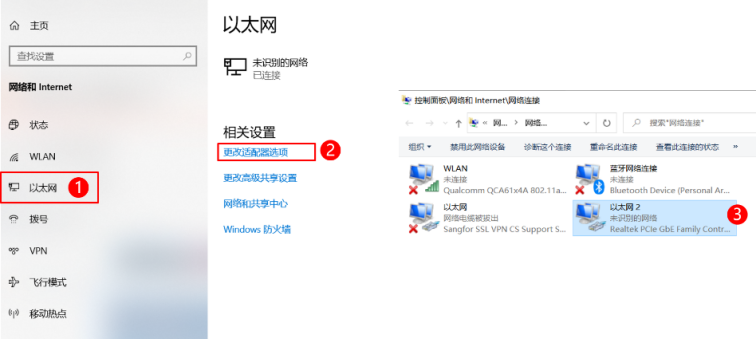 主页
查找设置
网络和 Internet
状态
WLAN
以太网
1
拨号
VPN
飞行模式
移动热点
以太网
未识别的网络
已连接
相关设置
更改适配器选项
2
更改高级共享设置
网络和共享中心
Windows 防火墙
控制面板\网络和 Internet\网络连接
« 网... › 网络...
搜索"网络连接"
组织 禁用此网络设备 诊断这个连接 重命名此连接 查看此连接的状态 »
WLAN
未连接
Qualcomm QCA61x4A 802.11a...
蓝牙网络连接
未连接
Bluetooth Device (Personal Ar...
以太网
网络电缆被拔出
Sangfor SSL VPN CS Support S...
以太网 2
未识别的网络
Realtek PCIe GbE Family Contr...
3